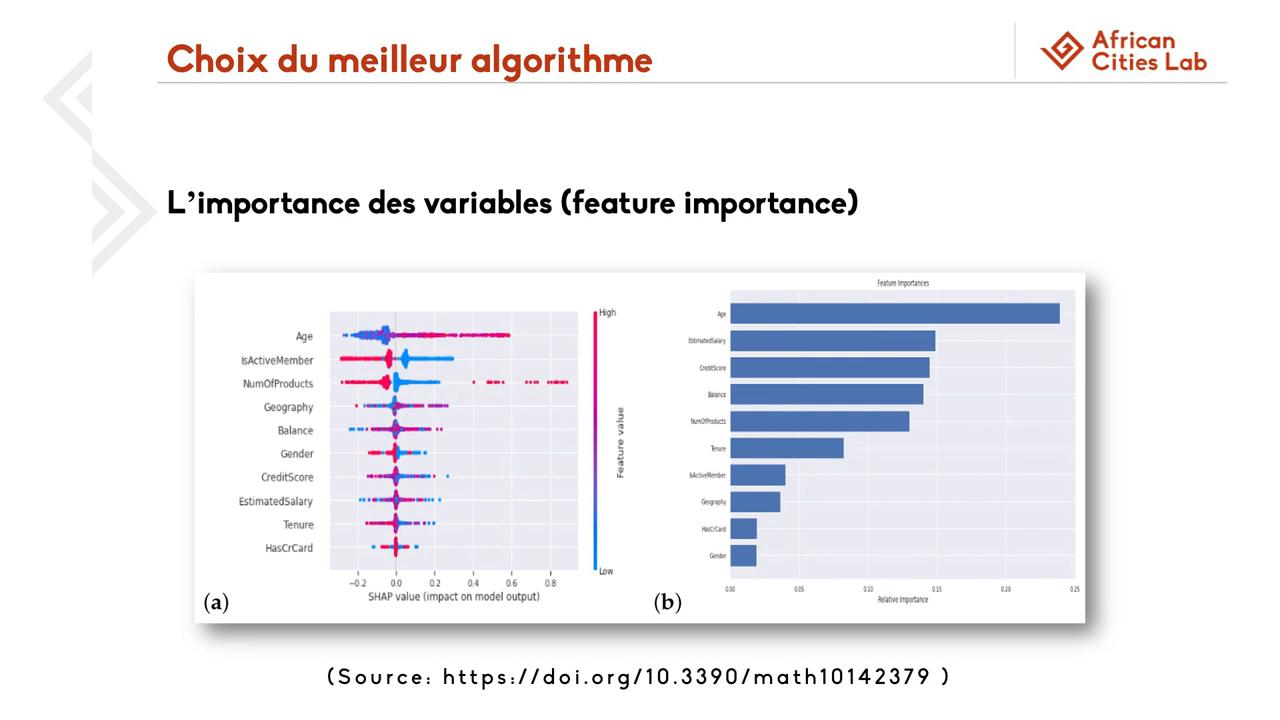 Choix du meilleur algorithme
African
Cities Lab
L'importance des variables (feature importance)
High
Age
IsActiveMember
NumOfProducts
Geography
Balance
Gender
CreditScore
EstimatedSalary
Tenure
HasCrCard
Feature value
Low
−0.2 0.0 0.2 0.4 0.6 0.8
SHAP value (impact on model output)
(a)
Feature Importances
Age
EstimatedSalary
CreditScore
Balance
NumOfProducts
Tenure
IsActiveMember
Geography
HasCrCard
Gender
0.00 0.05 0.10 0.15 0.20 0.25
Relative Importance
(b)
(Source: https://doi.org/10.3390/math10142379 )